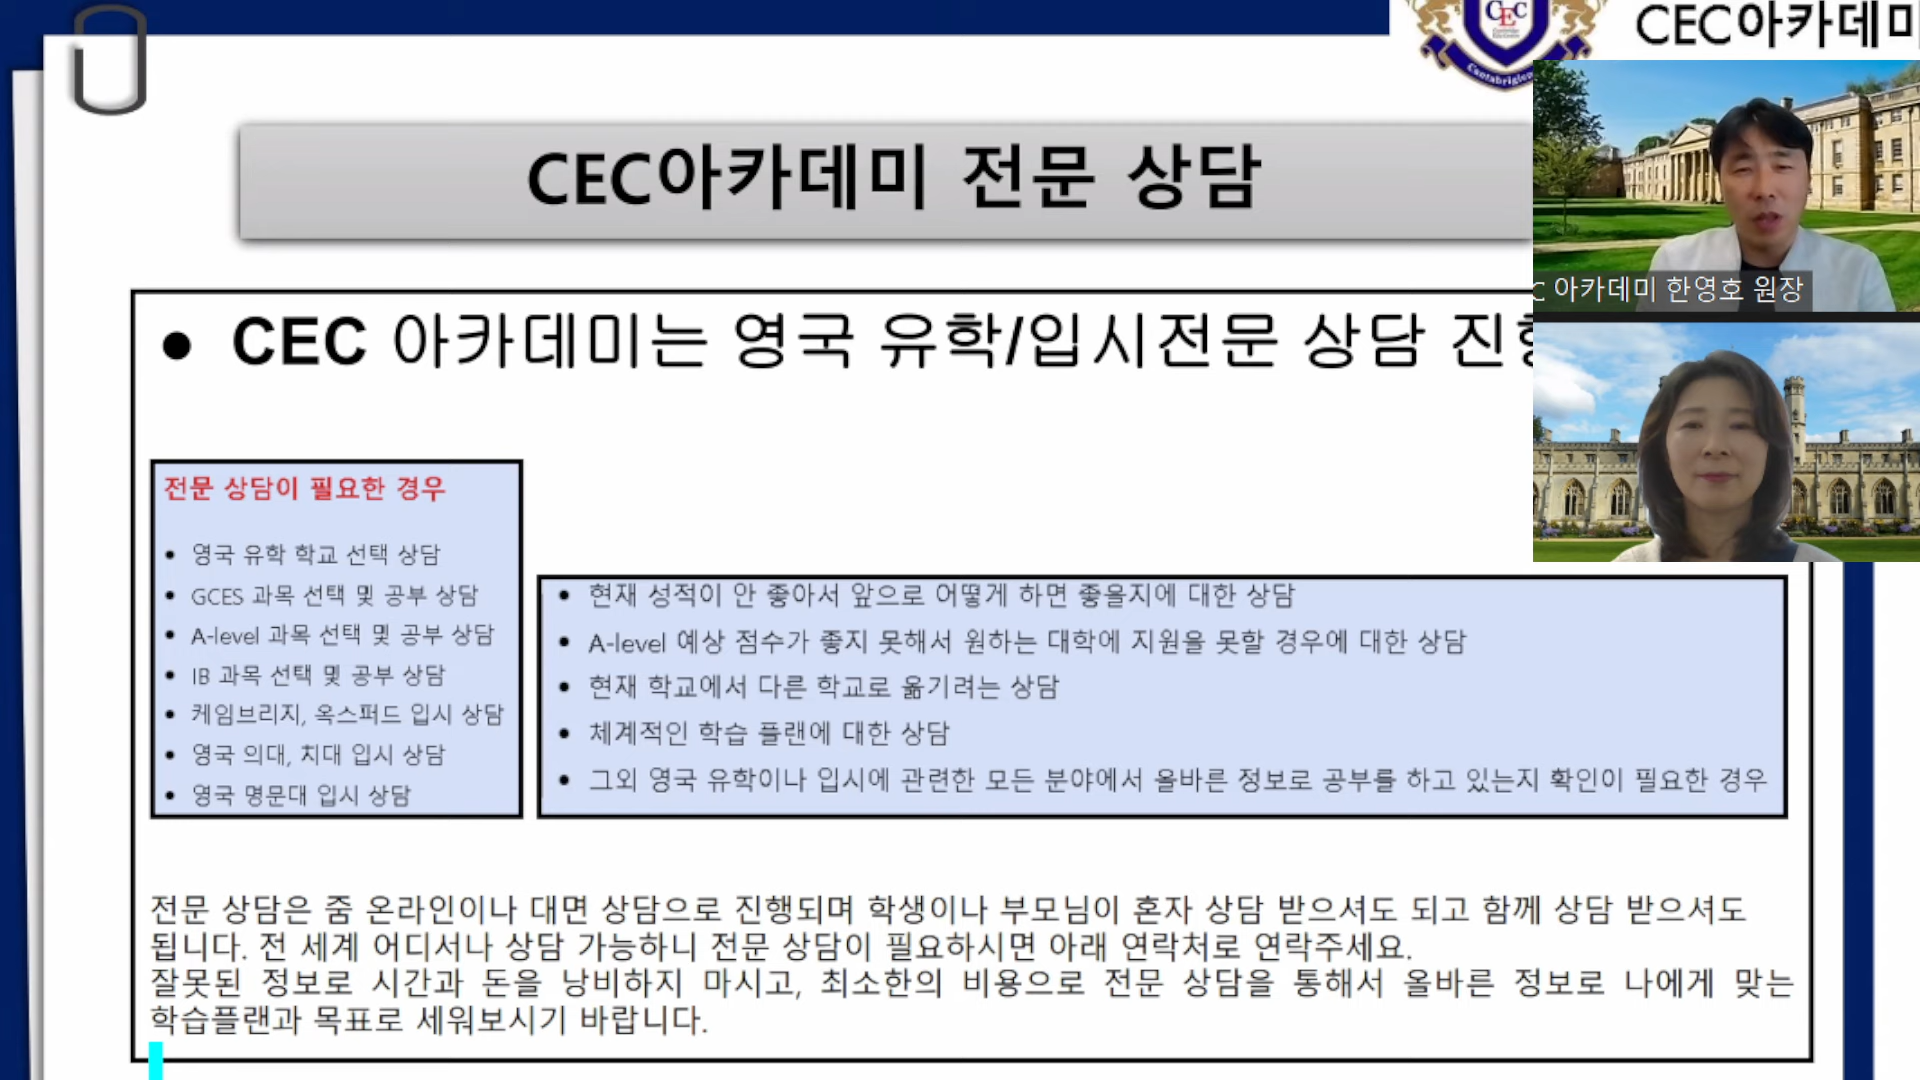 CEC
CEC아카데미
CEC아카데미 전문 상담
아카데미 한영호 원장
• CEC 아카데미는 영국 유학/입시전문 상담
전문 상담이 필요한 경우
• 영국 유학 학교 선택 상담
• GCES 과목 선택 및 공부 상담
• A-level 과목 선택 및 공부 상담
• IB 과목 선택 및 공부 상담
• 케임브리지, 옥스퍼드 입시 상담
• 영국 의대, 치대 입시 상담
• 영국 명문대 입시 상담
• 현재 성적이 안 좋아서 앞으로 어떻게 하면 좋을지에 대한 상담
• A-level 예상 점수가 좋지 못해서 원하는 대학에 지원을 못할 경우에 대한 상담
• 현재 학교에서 다른 학교로 옮기려는 상담
• 체계적인 학습 플랜에 대한 상담
• 그외 영국 유학이나 입시에 관련한 모든 분야에서 올바른 정보로 공부를 하고 있는지 확인이 필요한 경우
전문 상담은 줌 온라인이나 대면 상담으로 진행되며 학생이나 부모님이 혼자 상담 받으셔도 되고 함께 상담 받으셔도
됩니다. 전 세계 어디서나 상담 가능하니 전문 상담이 필요하시면 아래 연락처로 연락주세요.
잘못된 정보로 시간과 돈을 낭비하지 마시고, 최소한의 비용으로 전문 상담을 통해서 올바른 정보로 나에게 맞는
학습플랜과 목표로 세워보시기 바랍니다.